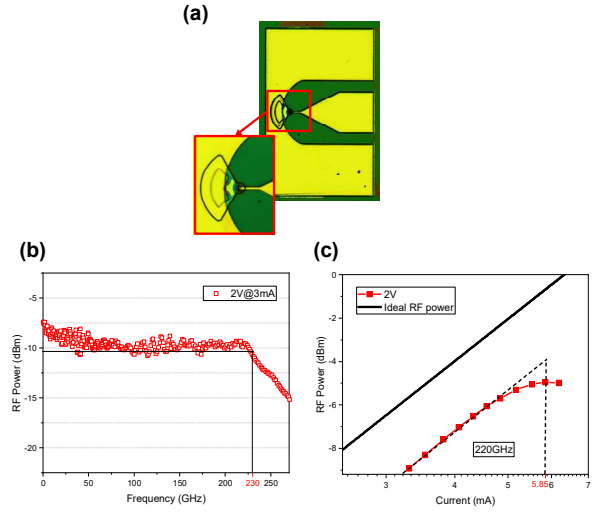 (a)
(b)
2V@3mA
RF Power (dBm)
-5
-10
-15
-20
0
50
100
150
200
250
230
Frequency (GHz)
(c)
2V
Ideal RF power
RF Power (dBm)
0
-2
-4
-6
-8
220GHz
3
4
5
5.85
6
7
Current (mA)